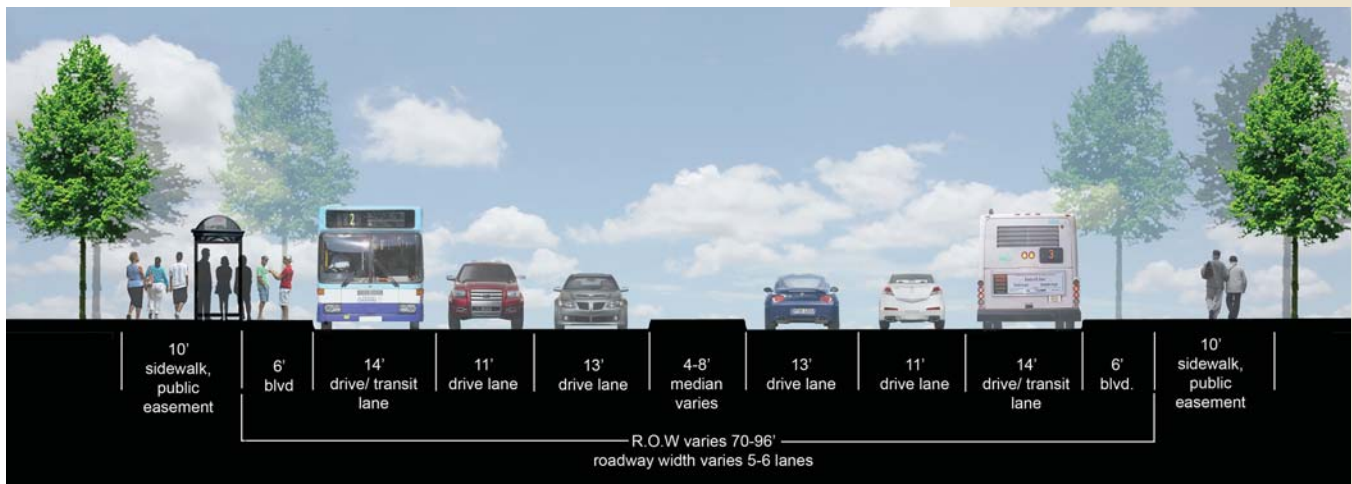 2
3
10'
sidewalk,
public
easement
6'
blvd
14'
drive/ transit
lane
11'
drive lane
13'
drive lane
4-8'
median
varies
13'
drive lane
11'
drive lane
14'
drive/ transit
lane
6'
blvd.
10'
sidewalk,
public
easement
R.O.W varies 70-96'
roadway width varies 5-6 lanes